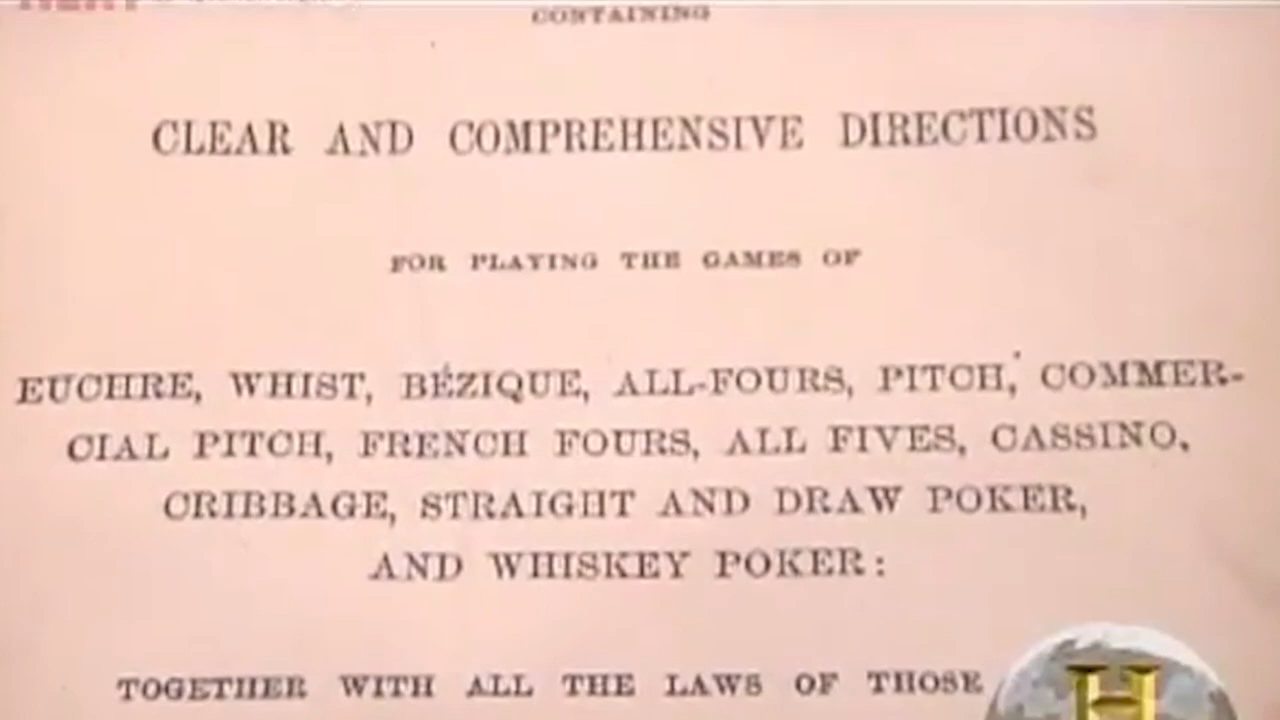 CONTAINING
CLEAR AND COMPREHENSIVE DIRECTIONS
FOR PLAYING THE GAMES OF
EUCHRE, WHIST, BÉZIQUE, ALL-FOURS, PITCH, COMMER-
CIAL PITCH, FRENCH FOURS, ALL FIVES, CASSINO,
CRIBBAGE, STRAIGHT AND DRAW POKER,
AND WHISKEY POKER:
TOGETHER WITH ALL THE LAWS OF THOSE
H